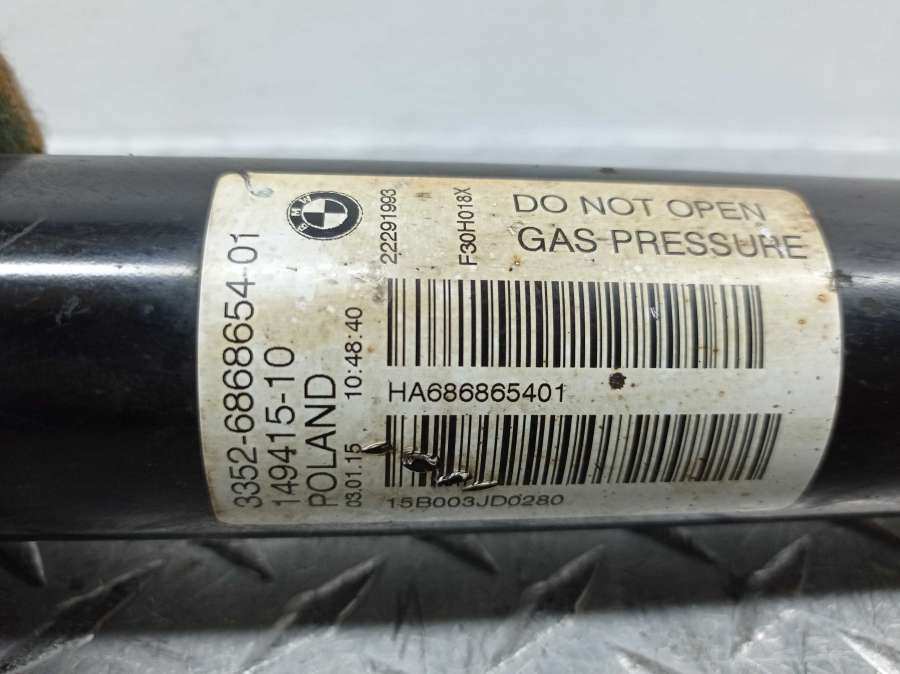 BMW
3352-6868654-01
149415-10
POLAND
03.01.15 10:48:40
22291993
F30H018X
DO NOT OPEN
GAS-PRESSURE
HA686865401
15B003JD0280